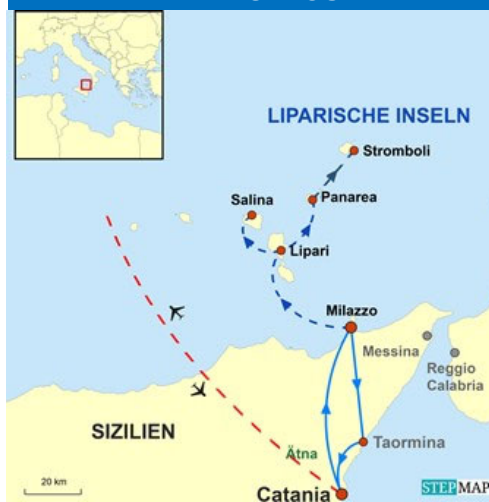 LIPARISCHE INSELN
Stromboli
Salina
Panarea
Lipari
Milazzo
Messina
Reggio
Calabria
SIZILIEN
Ätna
Taormina
20 km
Catania
STEPMAP